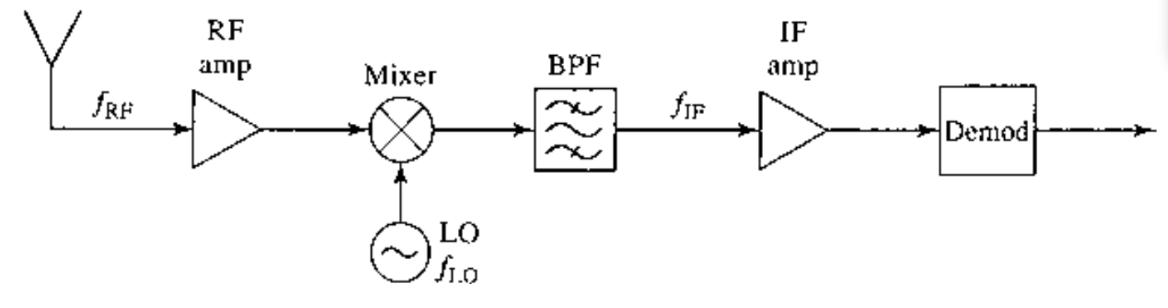 RF
amp
Mixer
BPF
IF
amp
f_RF
f_IF
Demod
LO
f_LO